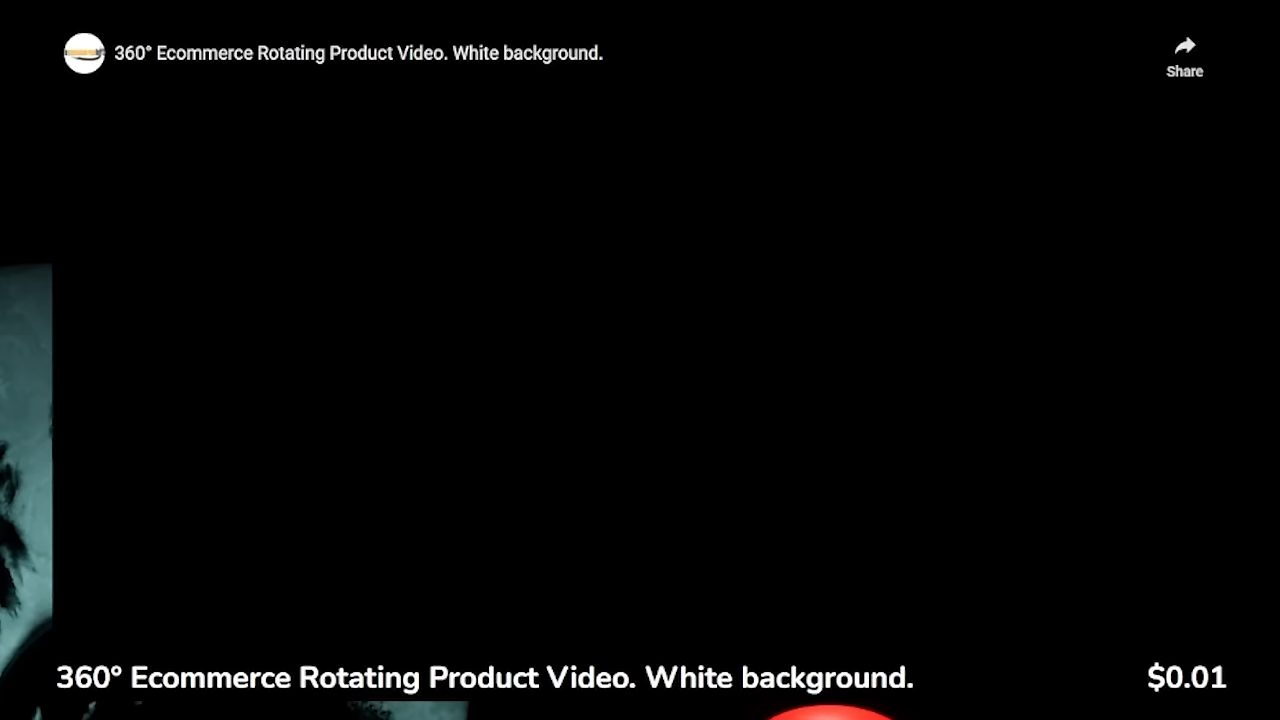 360° Ecommerce Rotating Product Video. White background.
Share
360° Ecommerce Rotating Product Video. White background.
$0.01